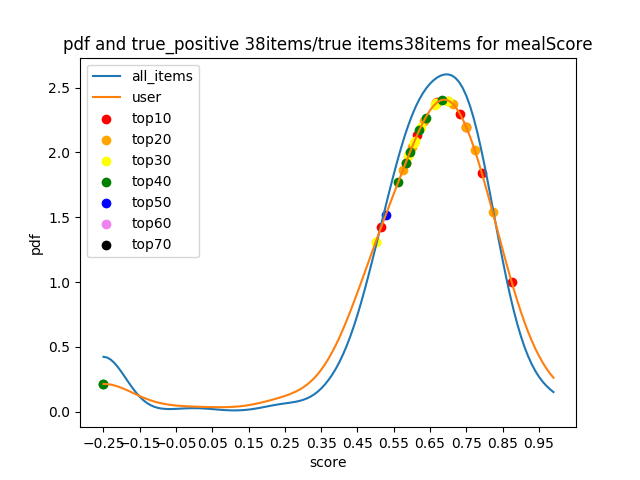 pdf and true_positive 38items/true items38items for mealScore
all_items
user
top10
top20
top30
top40
top50
top60
top70
pdf
2.5
2.0
1.5
1.0
0.5
0.0
−0.25 −0.15 −0.05 0.05 0.15 0.25 0.35 0.45 0.55 0.65 0.75 0.85 0.95
score